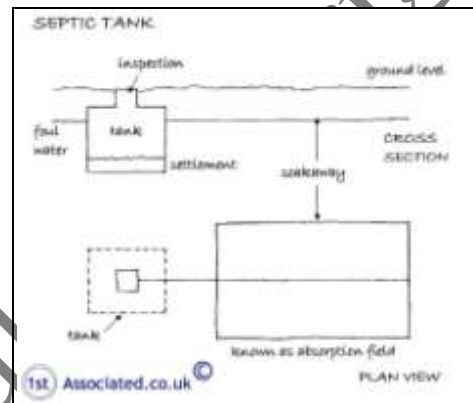 SEPTIC TANK
inspection
ground level
foul
water
tank
CROSS
SECTION
settlement
soakaway
tank
known as absorption field
PLAN VIEW
1st Associated.co.uk ©